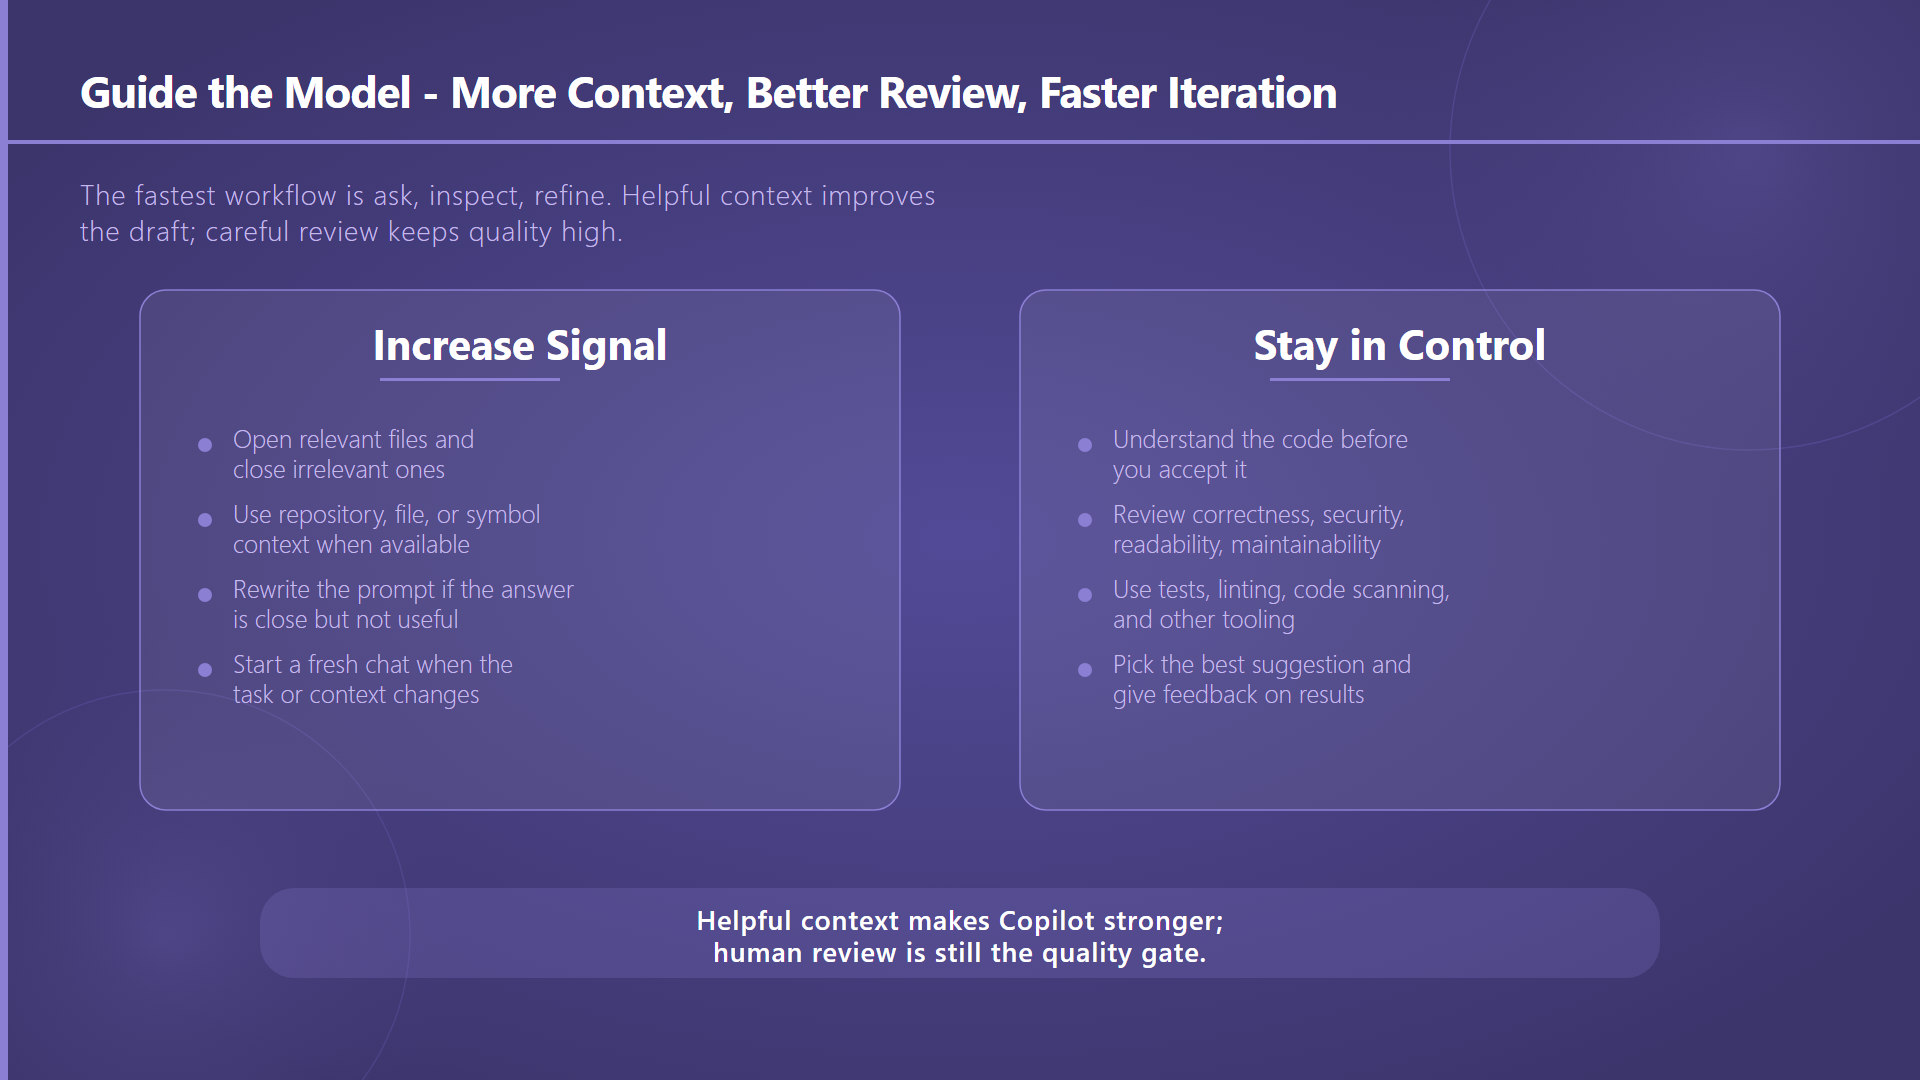 Guide the Model - More Context, Better Review, Faster Iteration
The fastest workflow is ask, inspect, refine. Helpful context improves
the draft; careful review keeps quality high.
Increase Signal
Open relevant files and
close irrelevant ones
Use repository, file, or symbol
context when available
Rewrite the prompt if the answer
is close but not useful
Start a fresh chat when the
task or context changes
Stay in Control
Understand the code before
you accept it
Review correctness, security,
readability, maintainability
Use tests, linting, code scanning,
and other tooling
Pick the best suggestion and
give feedback on results
Helpful context makes Copilot stronger;
human review is still the quality gate.